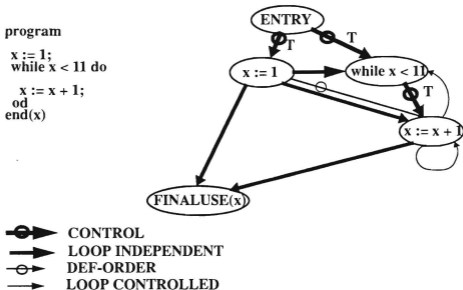 program
x := 1;
while x < 11 do
x := x + 1;
od
end(x)
ENTRY
T
T
x := 1
while x < 11
T
x := x + 1
FINALUSE(x)
CONTROL
LOOP INDEPENDENT
DEF-ORDER
LOOP CONTROLLED